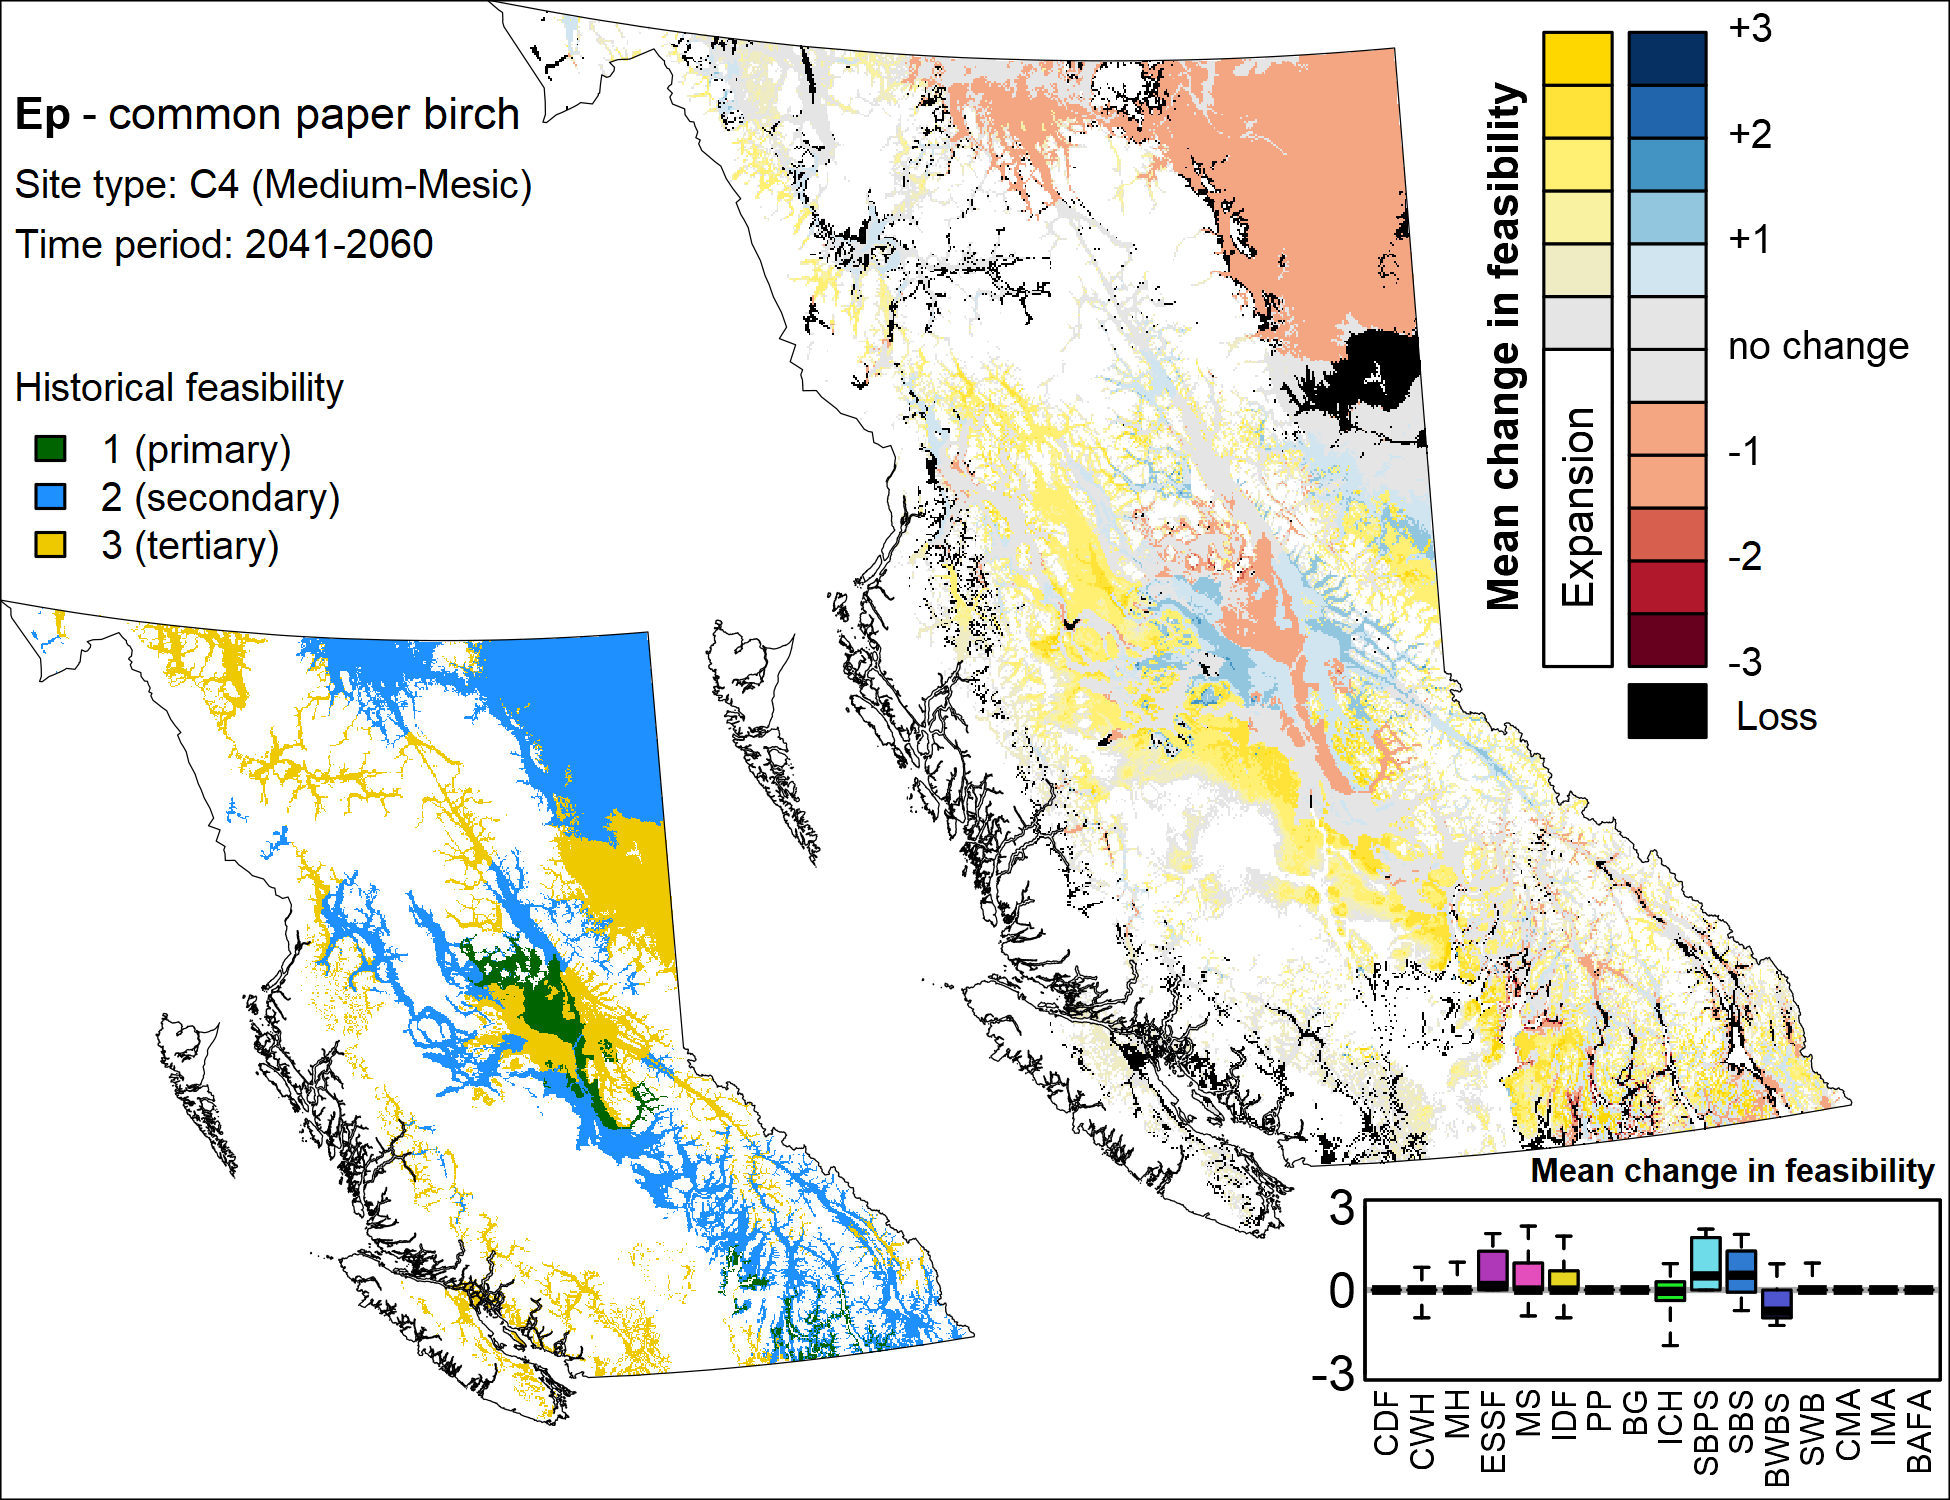 Ep - common paper birch
Site type: C4 (Medium-Mesic)
Time period: 2041-2060
Historical feasibility
1 (primary)
2 (secondary)
3 (tertiary)
Mean change in feasibility
Expansion
+3
+2
+1
no change
-1
-2
-3
Loss
Mean change in feasibility
3
0
-3
CDF
CWH
MH
ESSF
MS
IDF
PP
BG
ICH
SBPS
SBS
BWBS
SWB
CMA
IMA
BAFA